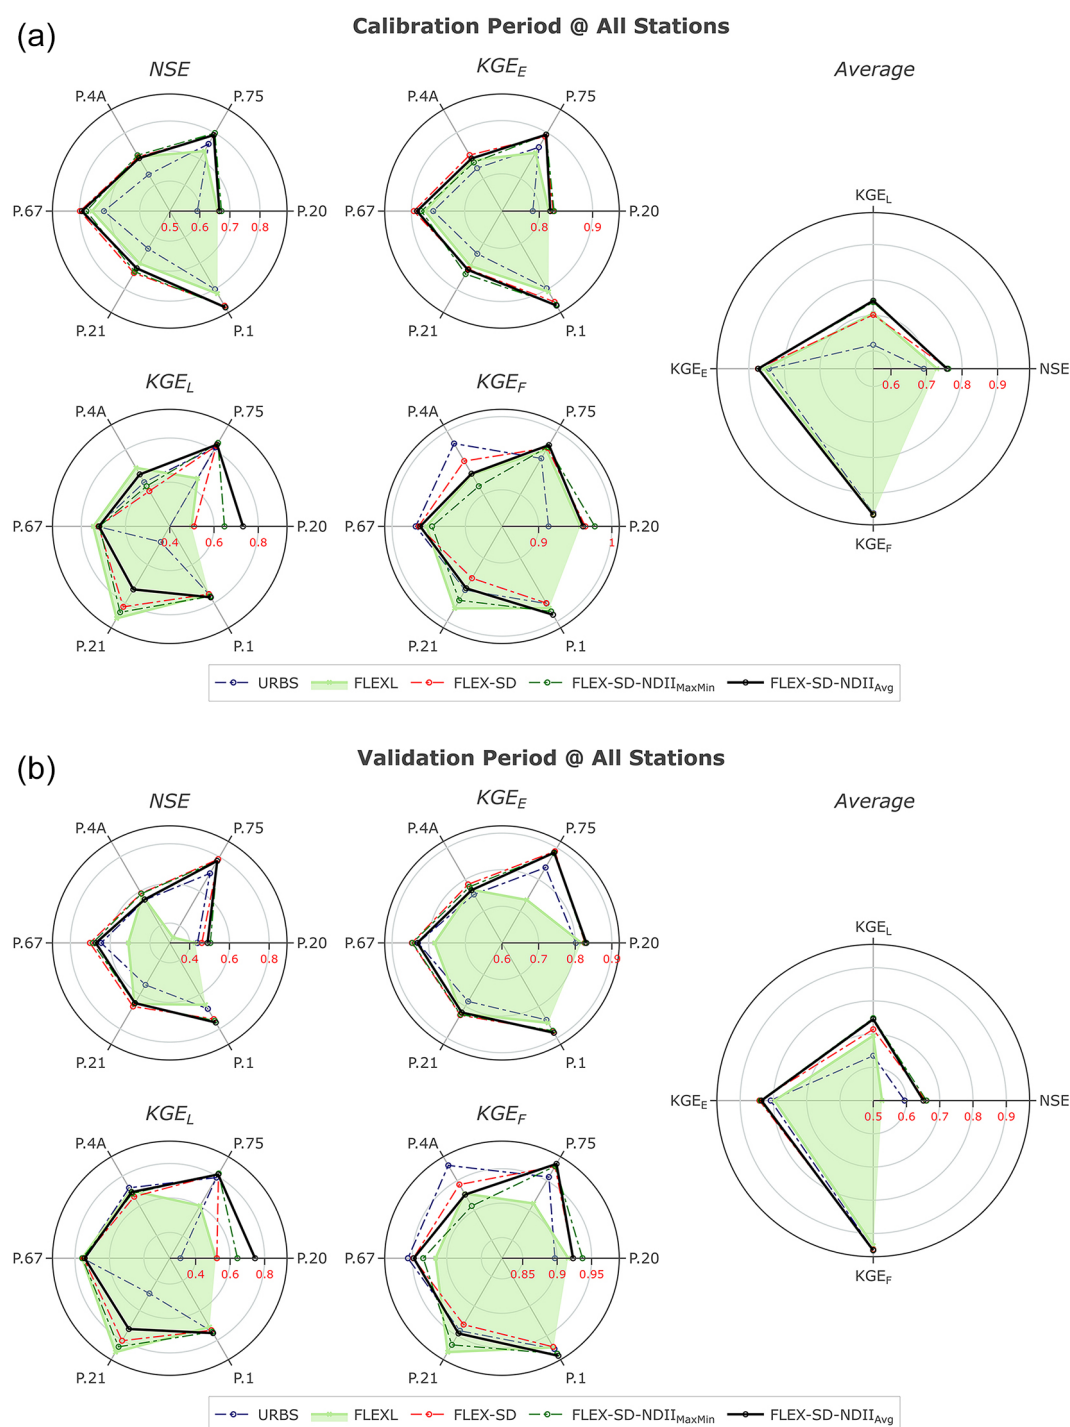 (a)
Calibration Period @ All Stations
NSE
KGE_E
Average
P.4A
P.75
P.67
P.20
P.21
P.1
0.5 0.6 0.7 0.8
P.4A
P.75
P.67
P.20
P.21
P.1
0.8 0.9
KGE_L
KGE_E
NSE
KGE_F
0.6 0.7 0.8 0.9
KGE_L
KGE_F
P.4A
P.75
P.67
P.20
P.21
P.1
0.4 0.6 0.8
P.4A
P.75
P.67
P.20
P.21
P.1
0.9 1
URBS FLEXL FLEX-SD FLEX-SD-NDII_MaxMin FLEX-SD-NDII_Avg
(b)
Validation Period @ All Stations
NSE
KGE_E
Average
P.4A
P.75
P.67
P.20
P.21
P.1
0.4 0.6 0.8
P.4A
P.75
P.67
P.20
P.21
P.1
0.6 0.7 0.8 0.9
KGE_L
KGE_E
NSE
KGE_F
0.5 0.6 0.7 0.8 0.9
KGE_L
KGE_F
P.4A
P.75
P.67
P.20
P.21
P.1
0.4 0.6 0.8
P.4A
P.75
P.67
P.20
P.21
P.1
0.85 0.9 0.95
URBS FLEXL FLEX-SD FLEX-SD-NDII_MaxMin FLEX-SD-NDII_Avg